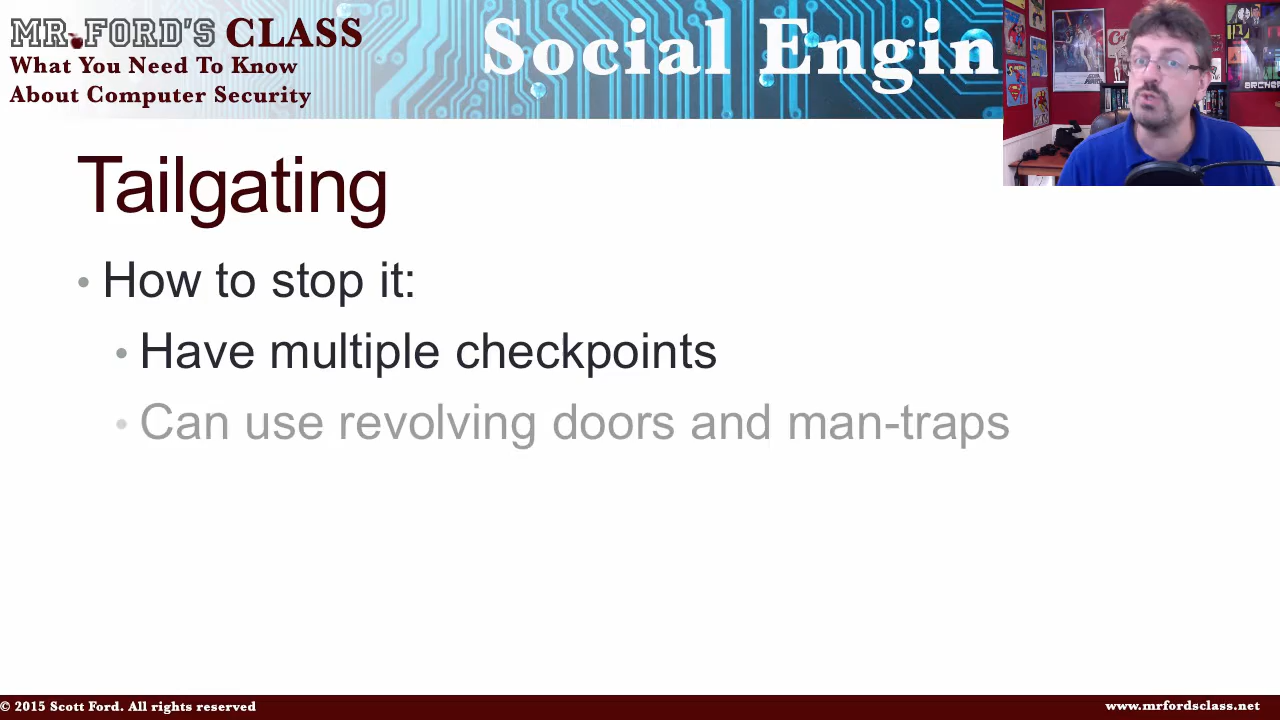 MR.FORD'S CLASS
What You Need To Know
About Computer Security
Social Engin
Tailgating
• How to stop it:
• Have multiple checkpoints
• Can use revolving doors and man-traps
© 2015 Scott Ford. All rights reserved
www.mrfordsclass.net